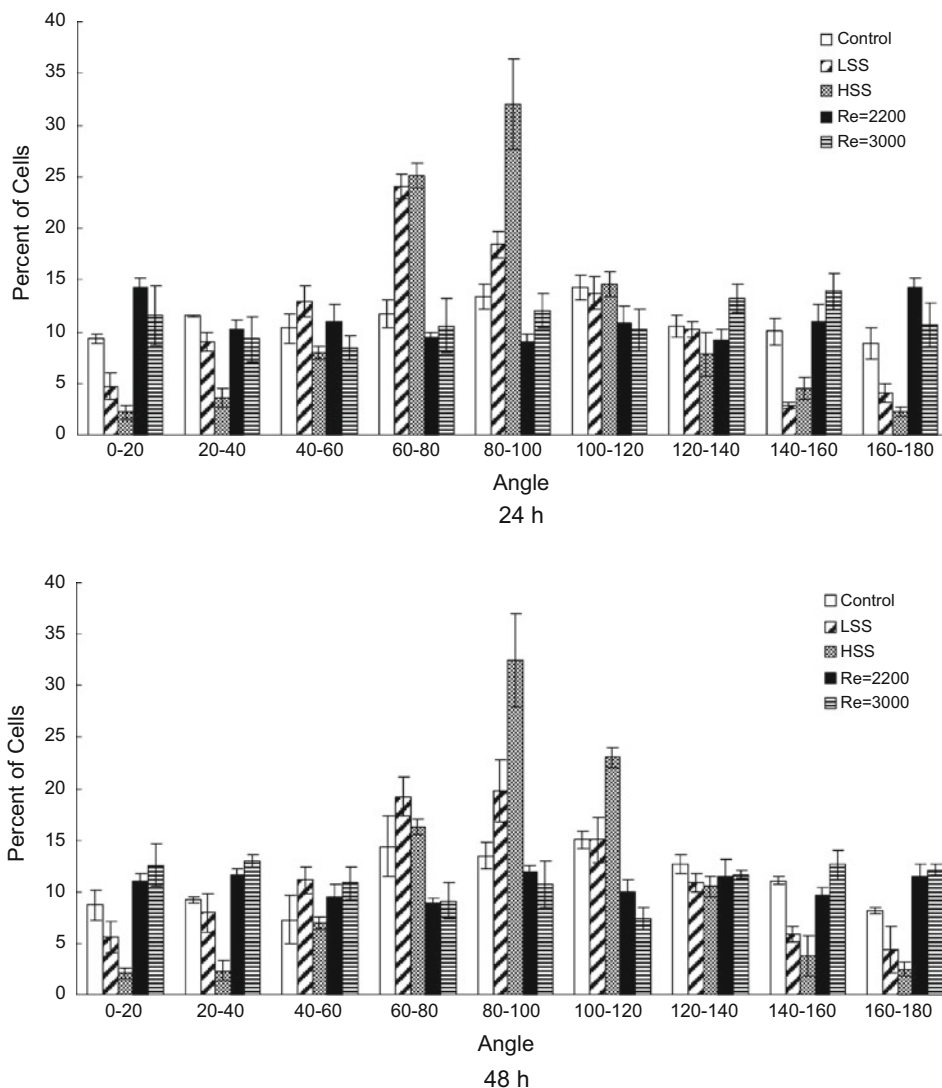 40
35
30
25
20
15
10
5
0
Percent of Cells
Control
LSS
HSS
Re=2200
Re=3000
0-20 20-40 40-60 60-80 80-100 100-120 120-140 140-160 160-180
Angle
24 h
40
35
30
25
20
15
10
5
0
Percent of Cells
Control
LSS
HSS
Re=2200
Re=3000
0-20 20-40 40-60 60-80 80-100 100-120 120-140 140-160 160-180
Angle
48 h